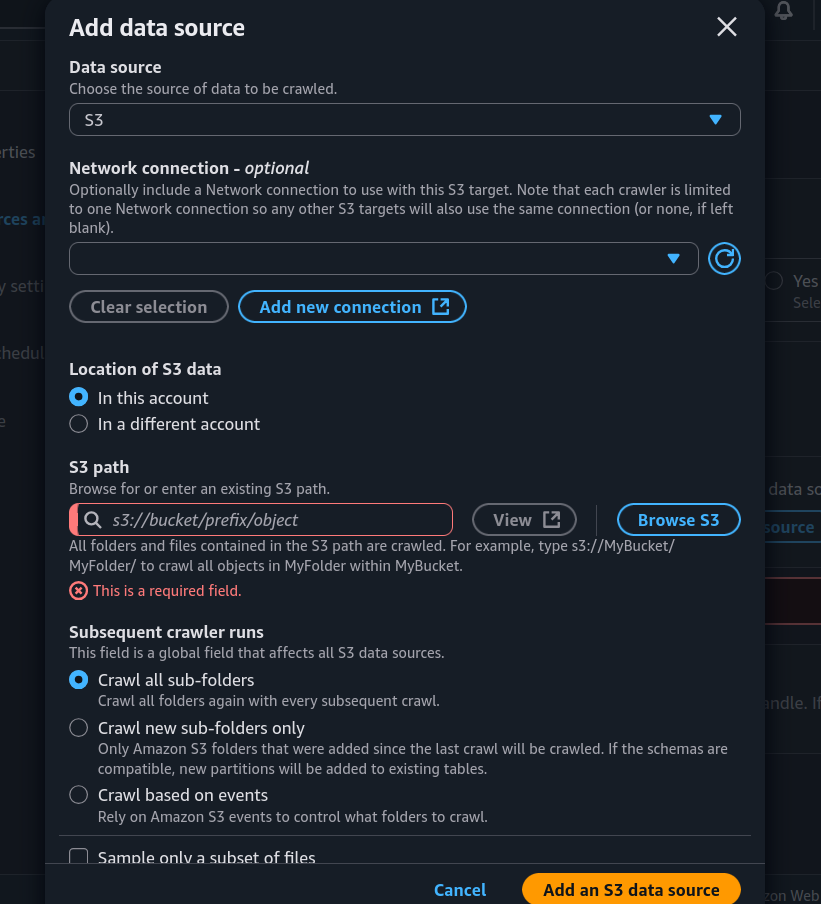 Add data source
Data source
Choose the source of data to be crawled.
S3
Network connection - optional
Optionally include a Network connection to use with this S3 target. Note that each crawler is limited
to one Network connection so any other S3 targets will also use the same connection (or none, if left
blank).
Clear selection
Add new connection
Location of S3 data
In this account
In a different account
S3 path
Browse for or enter an existing S3 path.
s3://bucket/prefix/object
View
Browse S3
All folders and files contained in the S3 path are crawled. For example, type s3://MyBucket/
MyFolder/ to crawl all objects in MyFolder within MyBucket.
This is a required field.
Subsequent crawler runs
This field is a global field that affects all S3 data sources.
Crawl all sub-folders
Crawl all folders again with every subsequent crawl.
Crawl new sub-folders only
Only Amazon S3 folders that were added since the last crawl will be crawled. If the schemas are
compatible, new partitions will be added to existing tables.
Crawl based on events
Rely on Amazon S3 events to control what folders to crawl.
Sample only a subset of files
Cancel
Add an S3 data source
Yes
source